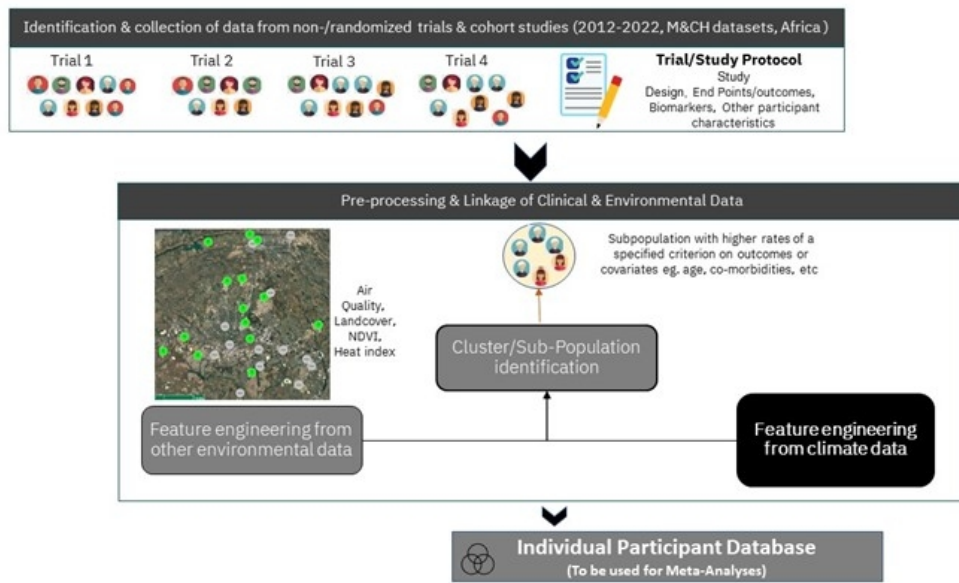 Identification & collection of data from non-/randomized trials & cohort studies (2012-2022, M&CH datasets, Africa)
Trial 1
Trial 2
Trial 3
Trial 4
Trial/Study Protocol
Study
Design, End Points/outcomes,
Biomarkers, Other participant
characteristics
Pre-processing & Linkage of Clinical & Environmental Data
Subpopulation with higher rates of a
specified criterion on outcomes or
covariates eg. age, co-morbidities, etc
Air
Quality,
Landcover,
NDVI,
Heat index
Cluster/Sub-Population
identification
Feature engineering from
other environmental data
Feature engineering
from climate data
Individual Participant Database
(To be used for Meta-Analyses)